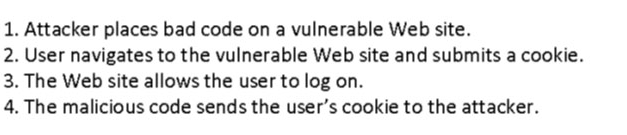 1. Attacker places bad code on a vulnerable Web site.
2. User navigates to the vulnerable Web site and submits a cookie.
3. The Web site allows the user to log on.
4. The malicious code sends the user’s cookie to the attacker.